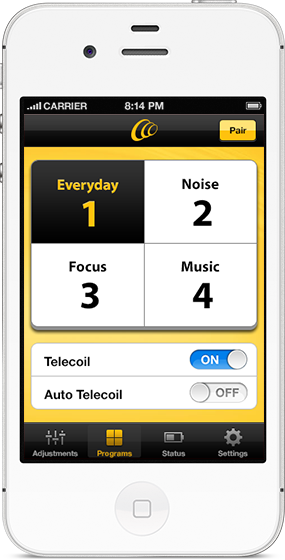 CARRIER 8:14 PM
Pair
Everyday Noise
1 2
Focus Music
3 4
Telecoil ON
Auto Telecoil OFF
Adjustments Programs Status Settings